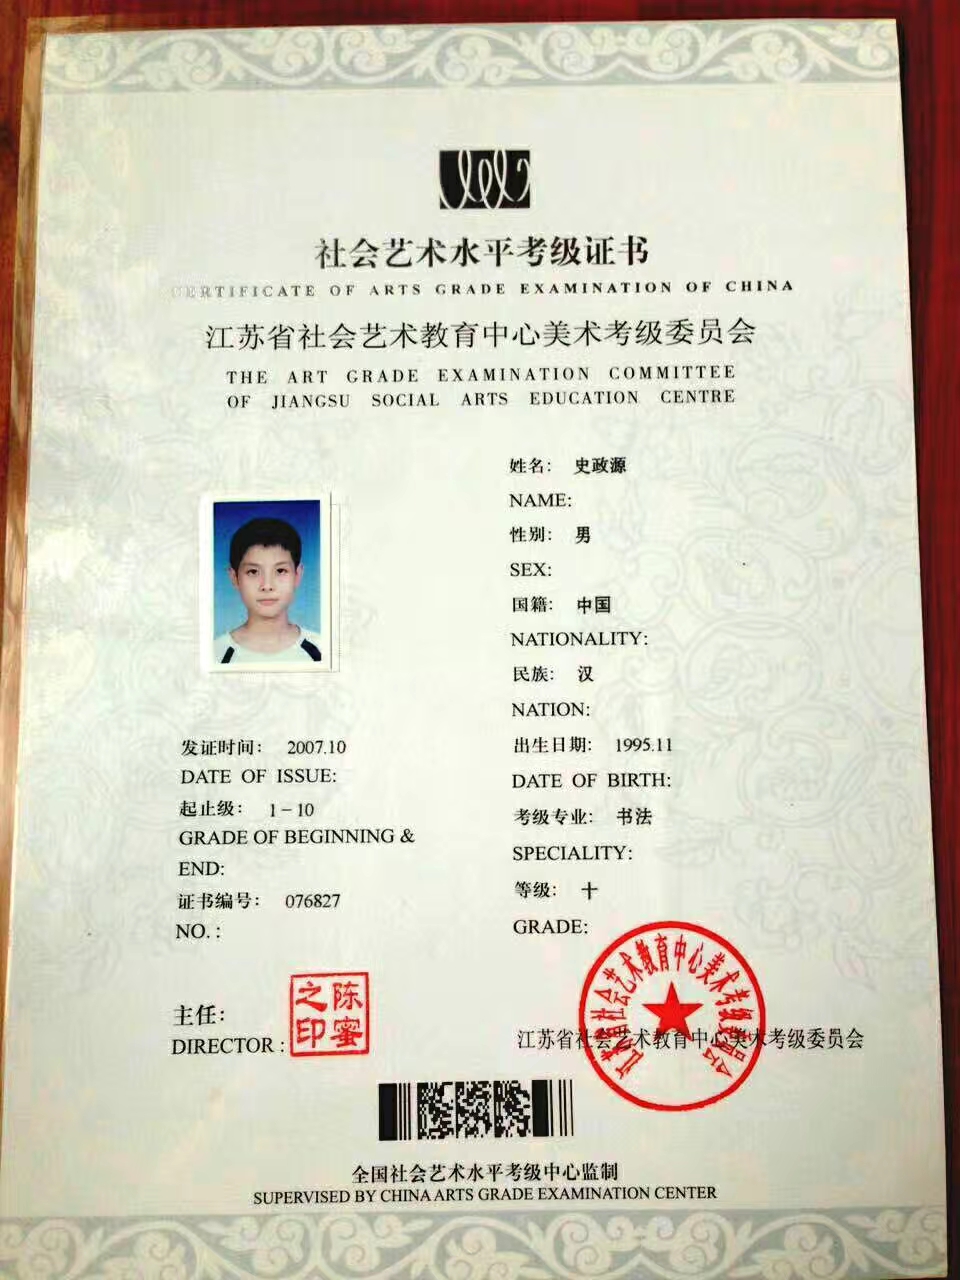 社会艺术水平考级证书
CERTIFICATE OF ARTS GRADE EXAMINATION OF CHINA
江苏省社会艺术教育中心美术考级委员会
THE ART GRADE EXAMINATION COMMITTEE
OF JIANGSU SOCIAL ARTS EDUCATION CENTRE
姓名： 史政源
NAME:
性别： 男
SEX:
国籍： 中国
NATIONALITY:
民族： 汉
NATION:
出生日期： 1995.11
DATE OF BIRTH:
考级专业： 书法
SPECIALITY:
等级： 十
GRADE:
发证时间： 2007.10
DATE OF ISSUE:
起止级： 1－10
GRADE OF BEGINNING &
END:
证书编号： 076827
NO. :
主任：
DIRECTOR :
陈蜜之印
江苏省社会艺术教育中心美术考级委员会
江苏省社会艺术教育中心美术考级委员会
全国社会艺术水平考级中心监制
SUPERVISED BY CHINA ARTS GRADE EXAMINATION CENTER